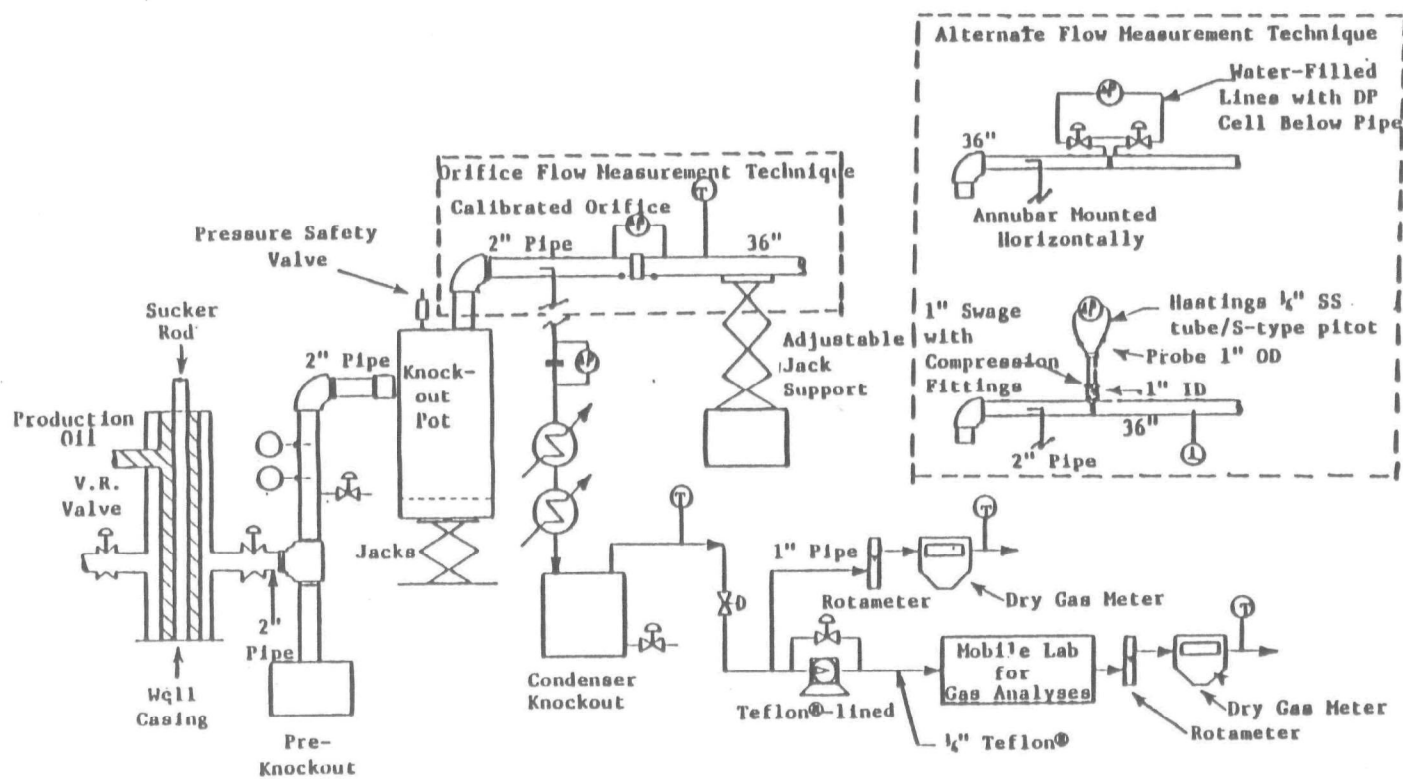 Alternate Flow Measurement Technique
Water-Filled
Lines with DP
Cell Below Pipe
ΔP
36"
Annubar Mounted
Horizontally
Orifice Flow Measurement Technique
Calibrated Orifice
ΔP
T
2" Pipe
36"
Pressure Safety
Valve
Hastings ¼" SS
tube/S-type pitot
ΔP
Probe 1" OD
1" Swage
with
Compression
Fittings
1" ID
36"
2" Pipe
Sucker
Rod
2" Pipe
Knock-
out
Pot
ΔP
Adjustable
Jack
Support
Production
Oil
V.R.
Valve
Jacks
2"
Pipe
Well
Casing
Pre-
Knockout
Condenser
Knockout
T
D
1" Pipe
Rotameter
T
Dry Gas Meter
Teflon®-lined
¼" Teflon®
Mobile Lab
for
Gas Analyses
T
Dry Gas Meter
Rotameter